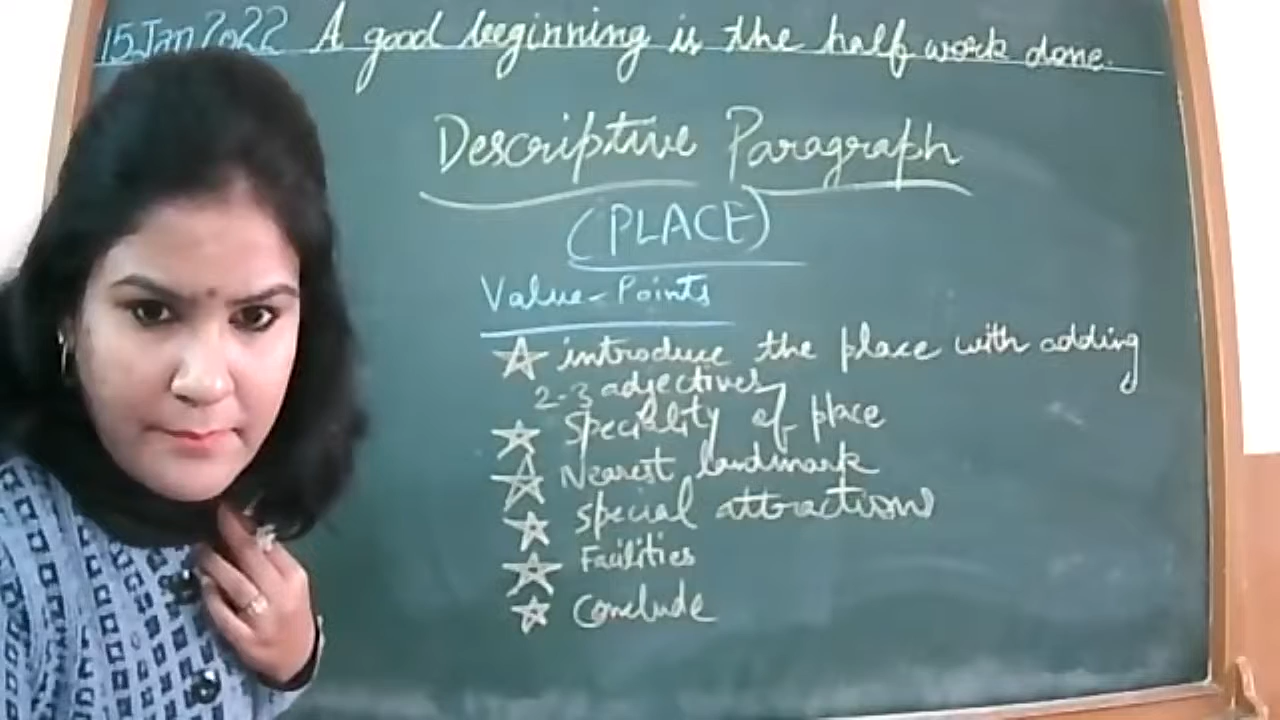 15 Jan 2022 A good beginning is the half work done.
Descriptive Paragraph
(PLACE)
Value-Points
☆ introduce the place with adding
2-3 adjectives
☆ Speciality of place
☆ Nearest landmark
☆ special attractions
☆ Facilities
☆ Conclude